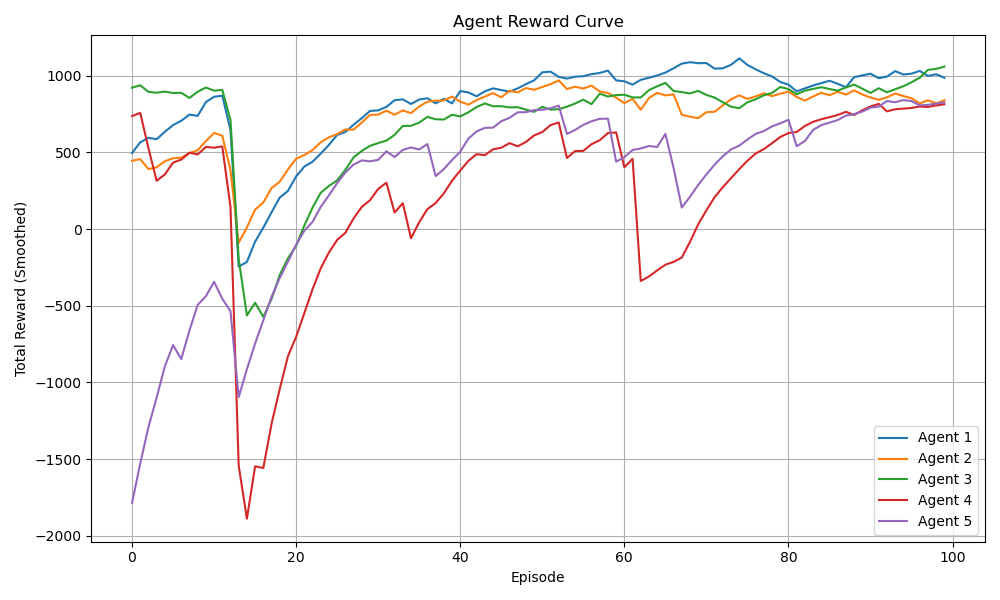 Agent Reward Curve
Total Reward (Smoothed)
1000
500
0
−500
−1000
−1500
−2000
0 20 40 60 80 100
Episode
Agent 1
Agent 2
Agent 3
Agent 4
Agent 5